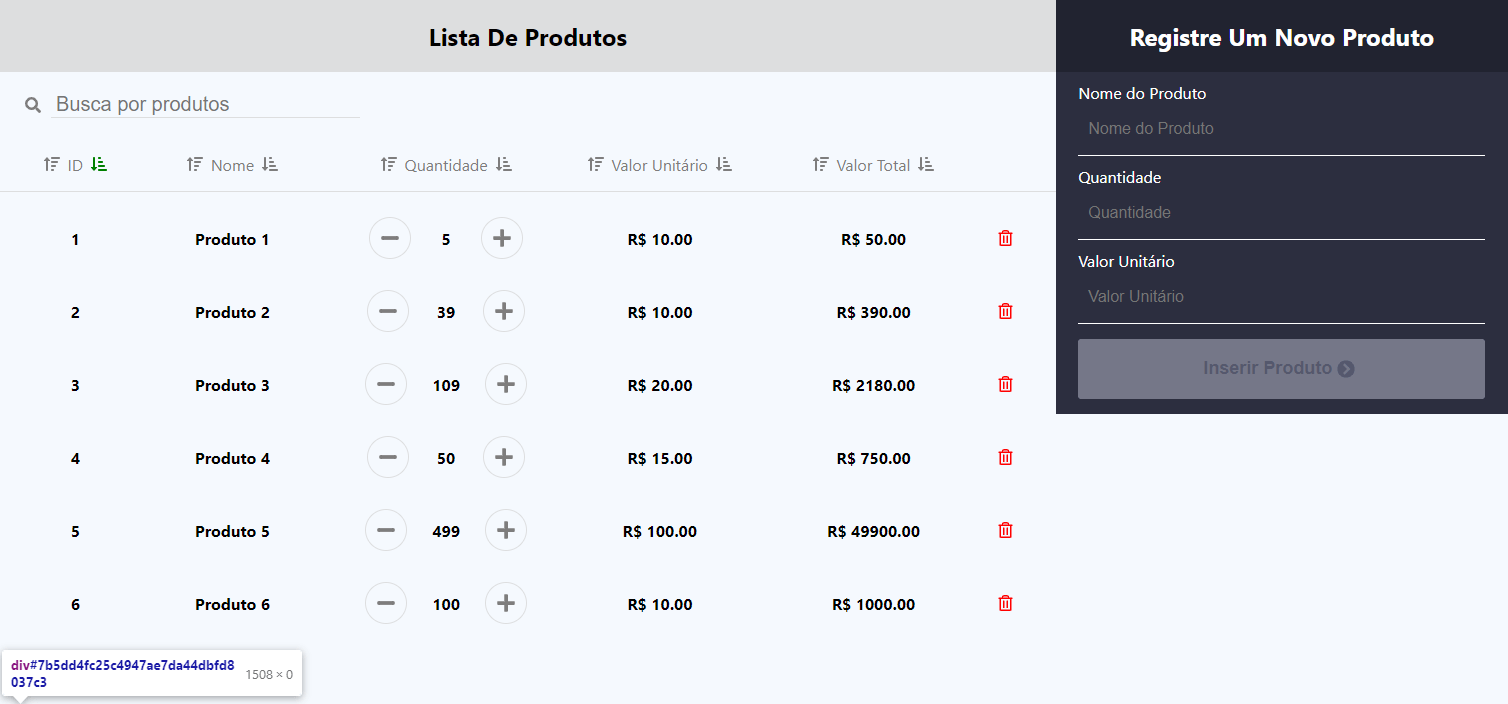 Lista De Produtos
Busca por produtos
ID Nome Quantidade Valor Unitário Valor Total
1 Produto 1 5 R$ 10.00 R$ 50.00
2 Produto 2 39 R$ 10.00 R$ 390.00
3 Produto 3 109 R$ 20.00 R$ 2180.00
4 Produto 4 50 R$ 15.00 R$ 750.00
5 Produto 5 499 R$ 100.00 R$ 49900.00
6 Produto 6 100 R$ 10.00 R$ 1000.00
Registre Um Novo Produto
Nome do Produto
Nome do Produto
Quantidade
Quantidade
Valor Unitário
Valor Unitário
Inserir Produto
div#7b5dd4fc25c4947ae7da44dbfd8 1508 × 0
037c3